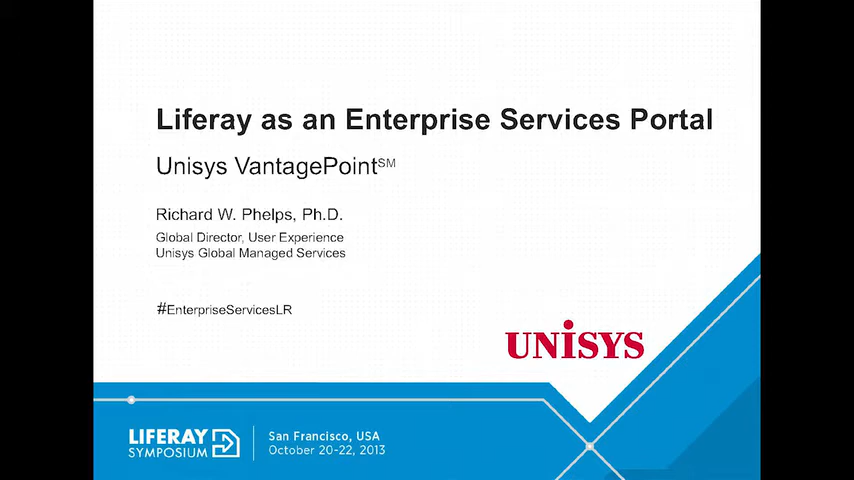 Liferay as an Enterprise Services Portal
Unisys VantagePoint℠
Richard W. Phelps, Ph.D.
Global Director, User Experience
Unisys Global Managed Services
#EnterpriseServicesLR
UNISYS
LIFERAY
SYMPOSIUM
San Francisco, USA
October 20-22, 2013